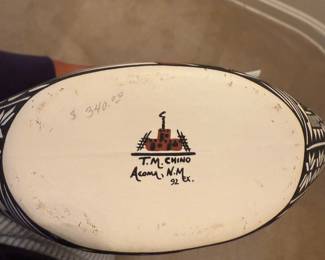 $ 340.00
T.M. CHINO
Acoma, N.M.
92 ex.